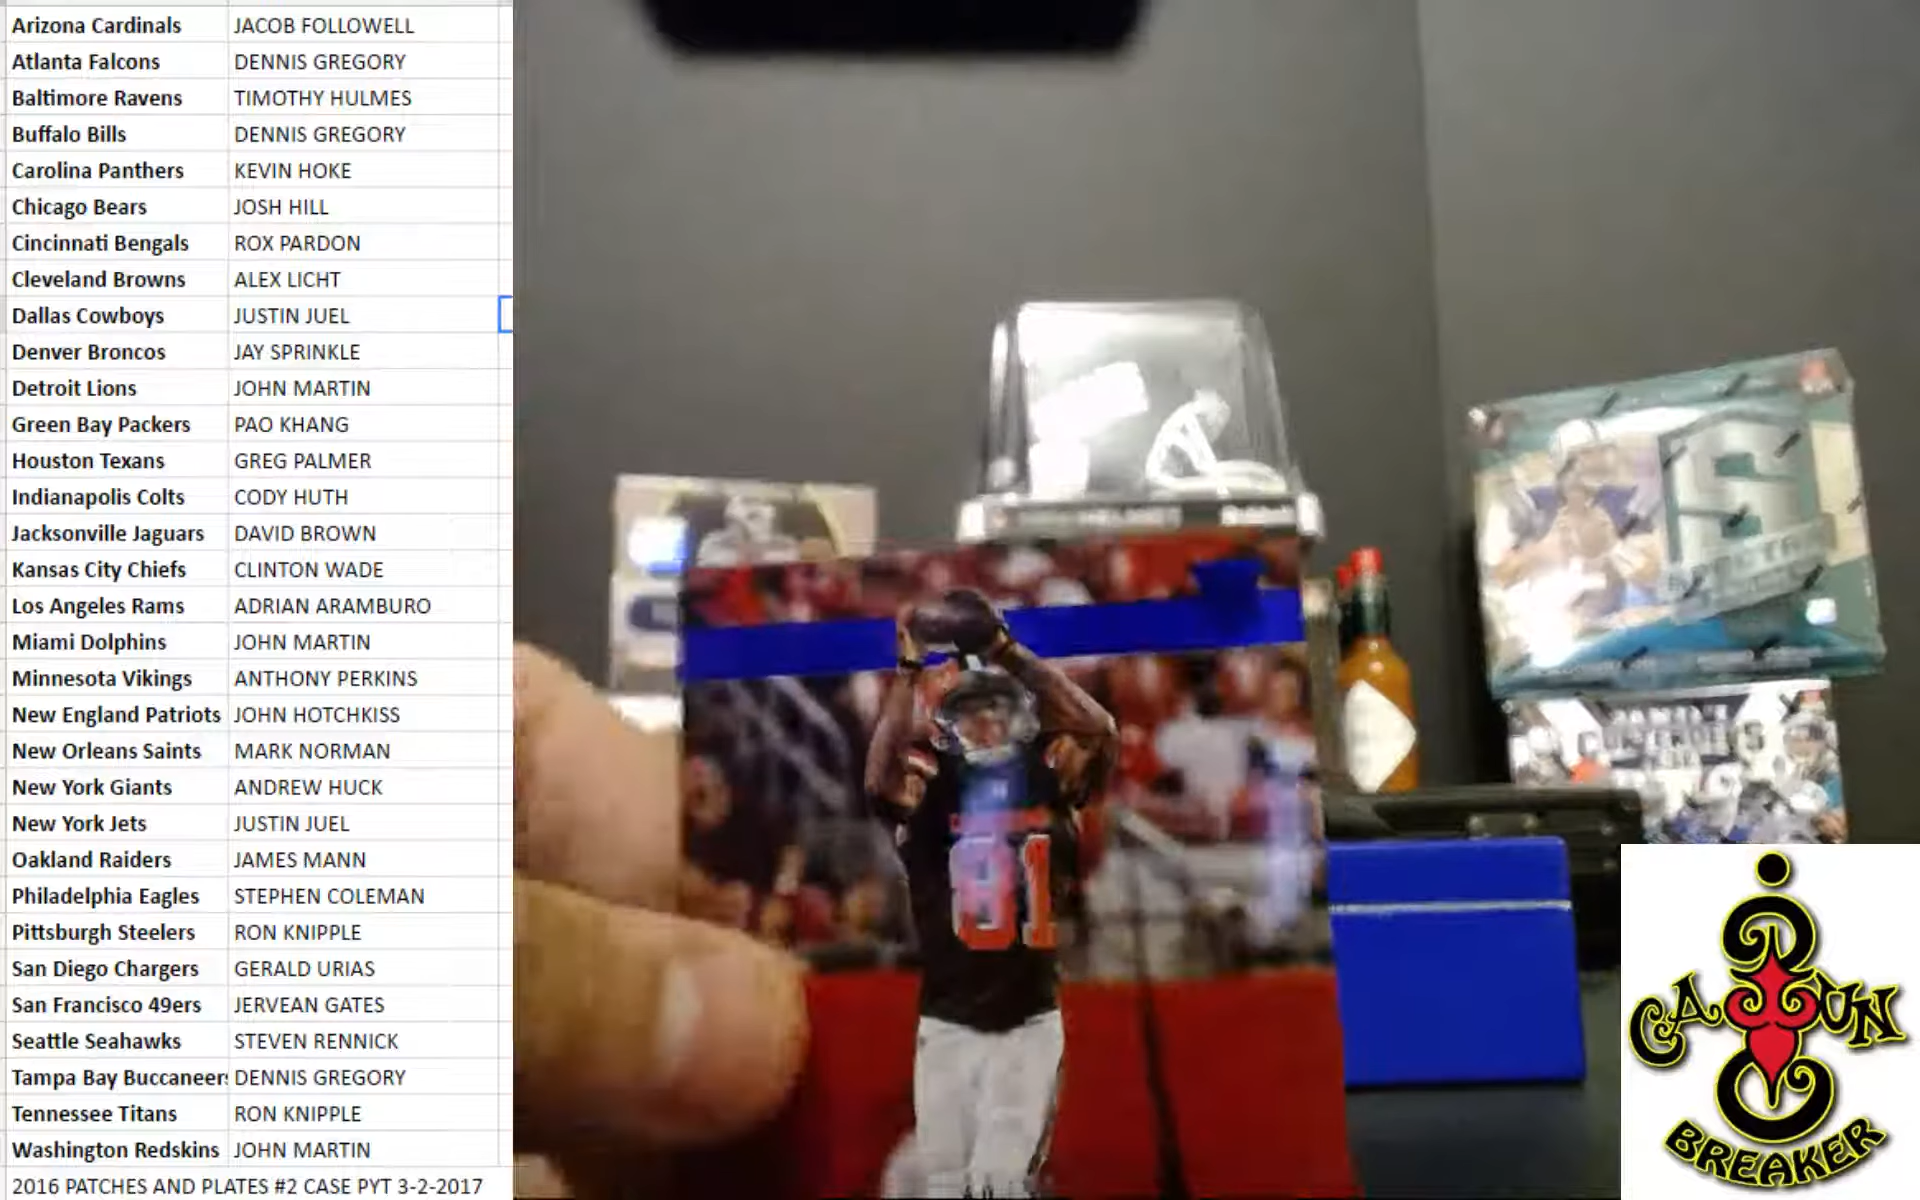 Arizona Cardinals JACOB FOLLOWELL
Atlanta Falcons DENNIS GREGORY
Baltimore Ravens TIMOTHY HULMES
Buffalo Bills DENNIS GREGORY
Carolina Panthers KEVIN HOKE
Chicago Bears JOSH HILL
Cincinnati Bengals ROX PARDON
Cleveland Browns ALEX LICHT
Dallas Cowboys JUSTIN JUEL
Denver Broncos JAY SPRINKLE
Detroit Lions JOHN MARTIN
Green Bay Packers PAO KHANG
Houston Texans GREG PALMER
Indianapolis Colts CODY HUTH
Jacksonville Jaguars DAVID BROWN
Kansas City Chiefs CLINTON WADE
Los Angeles Rams ADRIAN ARAMBURO
Miami Dolphins JOHN MARTIN
Minnesota Vikings ANTHONY PERKINS
New England Patriots JOHN HOTCHKISS
New Orleans Saints MARK NORMAN
New York Giants ANDREW HUCK
New York Jets JUSTIN JUEL
Oakland Raiders JAMES MANN
Philadelphia Eagles STEPHEN COLEMAN
Pittsburgh Steelers RON KNIPPLE
San Diego Chargers GERALD URIAS
San Francisco 49ers JERVEAN GATES
Seattle Seahawks STEVEN RENNICK
Tampa Bay Buccaneers DENNIS GREGORY
Tennessee Titans RON KNIPPLE
Washington Redskins JOHN MARTIN
2016 PATCHES AND PLATES #2 CASE PYT 3-2-2017
81
CAJUN
BREAKER